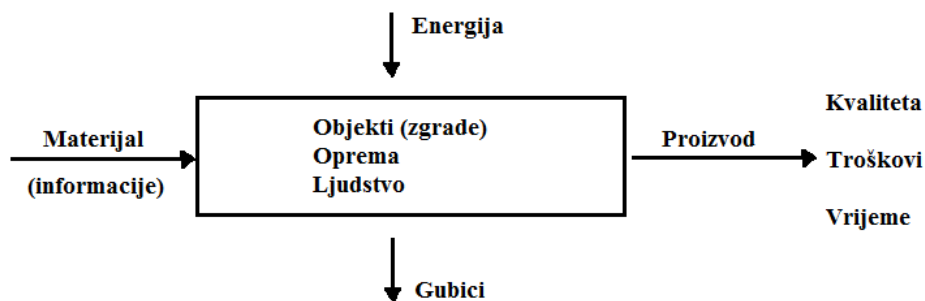 Energija
Materijal
(informacije)
Objekti (zgrade)
Oprema
Ljudstvo
Proizvod
Kvaliteta
Troškovi
Vrijeme
Gubici